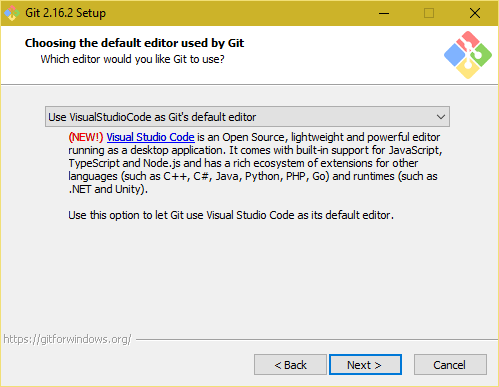 Git 2.16.2 Setup
Choosing the default editor used by Git
Which editor would you like Git to use?
Use VisualStudioCode as Git's default editor
(NEW!) Visual Studio Code is an Open Source, lightweight and powerful editor
running as a desktop application. It comes with built-in support for JavaScript,
TypeScript and Node.js and has a rich ecosystem of extensions for other
languages (such as C++, C#, Java, Python, PHP, Go) and runtimes (such as
.NET and Unity).
Use this option to let Git use Visual Studio Code as its default editor.
https://gitforwindows.org/
< Back
Next >
Cancel